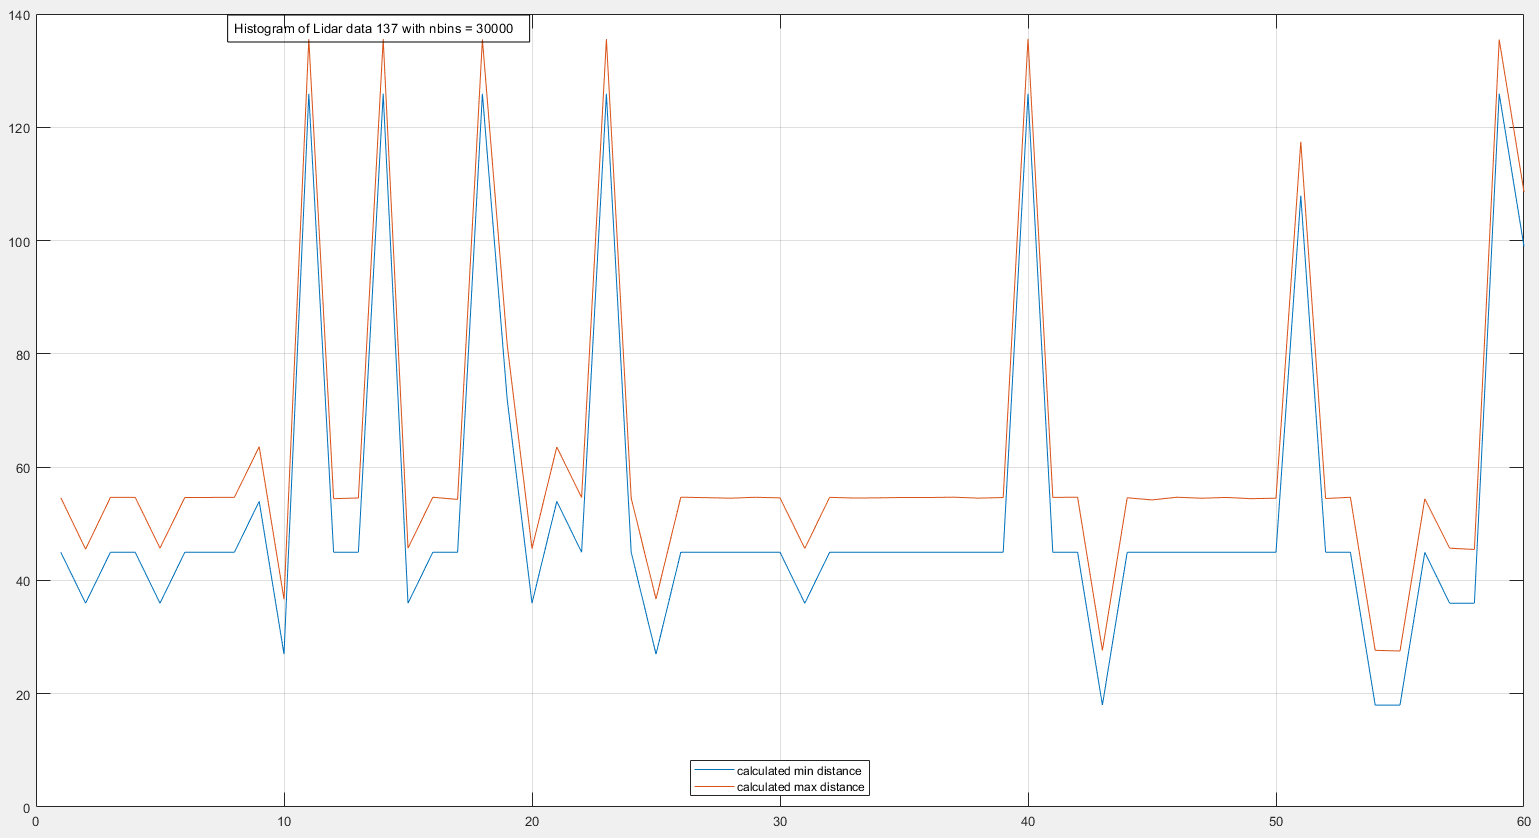 Histogram of Lidar data 137 with nbins = 30000
140
120
100
80
60
40
20
0
calculated min distance
calculated max distance
0 10 20 30 40 50 60